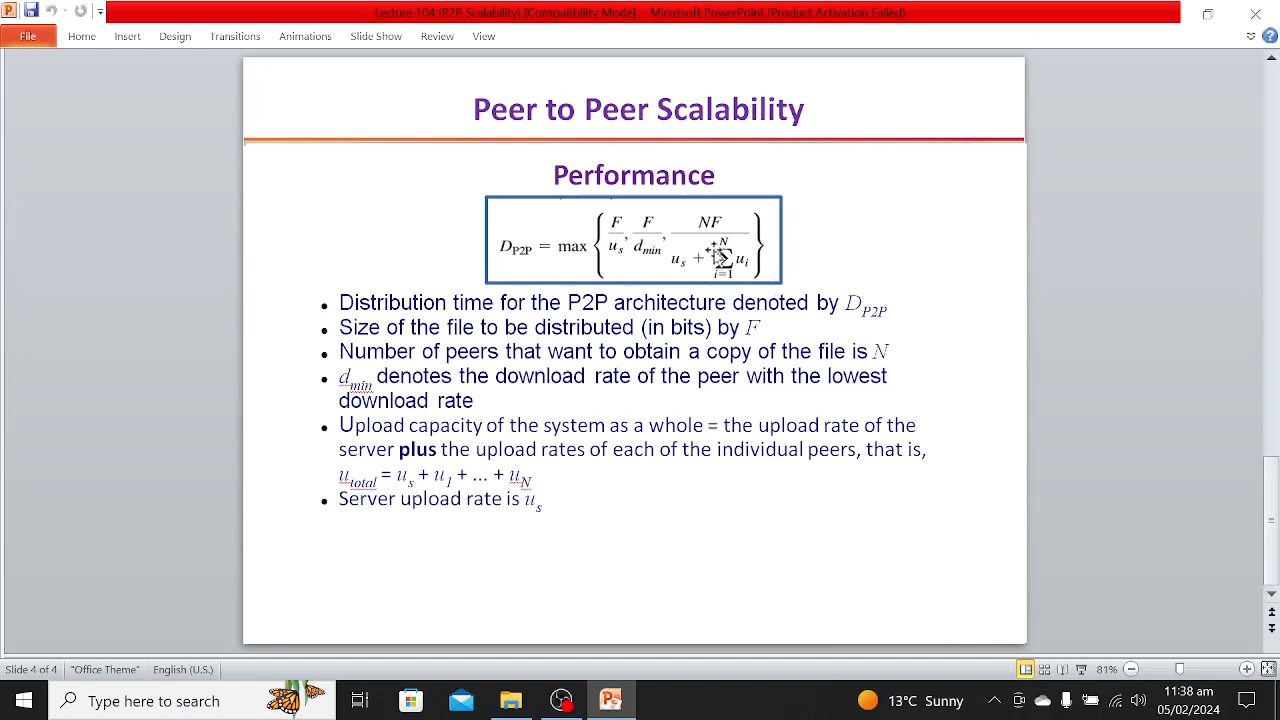 Lecture 104 (P2P Scalability) [Compatibility Mode] - Microsoft PowerPoint (Product Activation Failed)
File Home Insert Design Transitions Animations Slide Show Review View
Peer to Peer Scalability
Performance
D_P2P = max { F/u_s, F/d_min, NF/(u_s + ∑_{i=1}^{N} u_i) }
• Distribution time for the P2P architecture denoted by D_P2P
• Size of the file to be distributed (in bits) by F
• Number of peers that want to obtain a copy of the file is N
• d_min denotes the download rate of the peer with the lowest
download rate
• Upload capacity of the system as a whole = the upload rate of the
server plus the upload rates of each of the individual peers, that is,
u_total = u_s + u_1 + … + u_N
• Server upload rate is u_s
Slide 4 of 4 "Office Theme" English (U.S.) 81%
Type here to search 13°C Sunny 11:38 am
05/02/2024